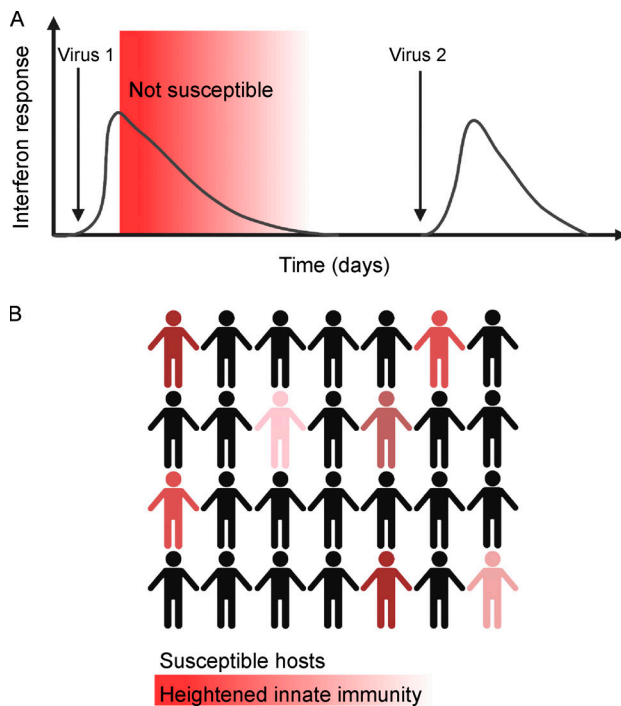 A
Virus 1
Virus 2
Not susceptible
Interferon response
Time (days)
B
Susceptible hosts
Heightened innate immunity